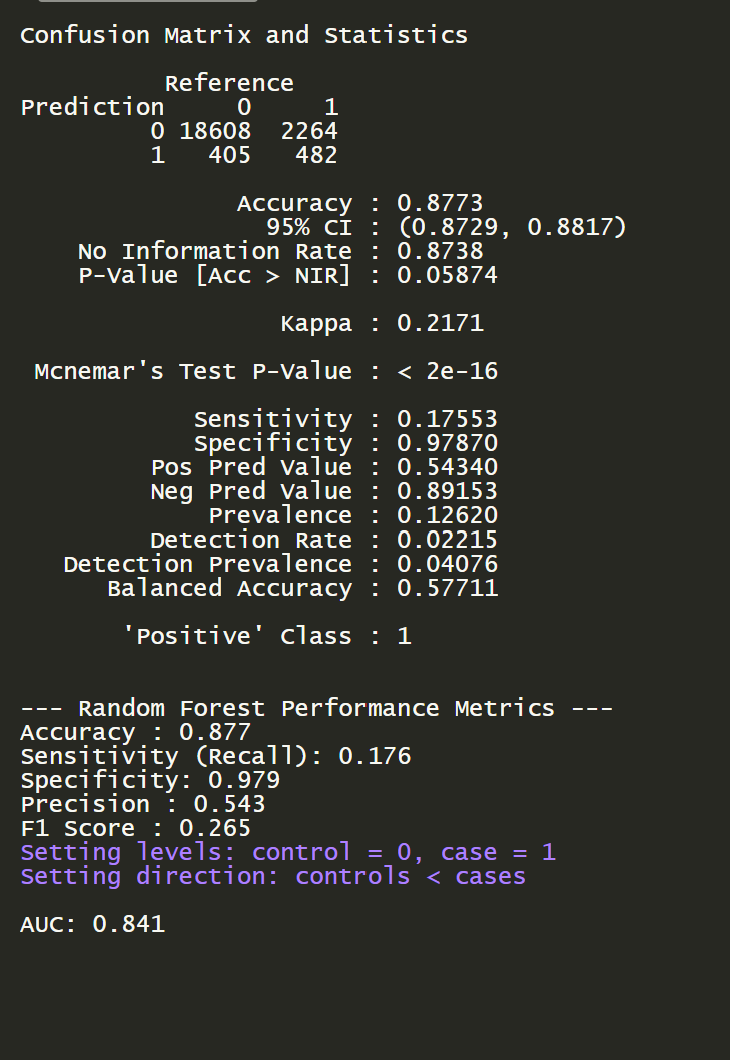 Confusion Matrix and Statistics

          Reference
Prediction     0     1
         0 18608  2264
         1   405   482

               Accuracy : 0.8773
                 95% CI : (0.8729, 0.8817)
    No Information Rate : 0.8738
    P-Value [Acc > NIR] : 0.05874

                  Kappa : 0.2171

 Mcnemar's Test P-Value : < 2e-16

            Sensitivity : 0.17553
            Specificity : 0.97870
         Pos Pred Value : 0.54340
         Neg Pred Value : 0.89153
             Prevalence : 0.12620
         Detection Rate : 0.02215
   Detection Prevalence : 0.04076
      Balanced Accuracy : 0.57711

       'Positive' Class : 1

--- Random Forest Performance Metrics ---
Accuracy : 0.877
Sensitivity (Recall): 0.176
Specificity: 0.979
Precision : 0.543
F1 Score : 0.265
Setting levels: control = 0, case = 1
Setting direction: controls < cases

AUC: 0.841